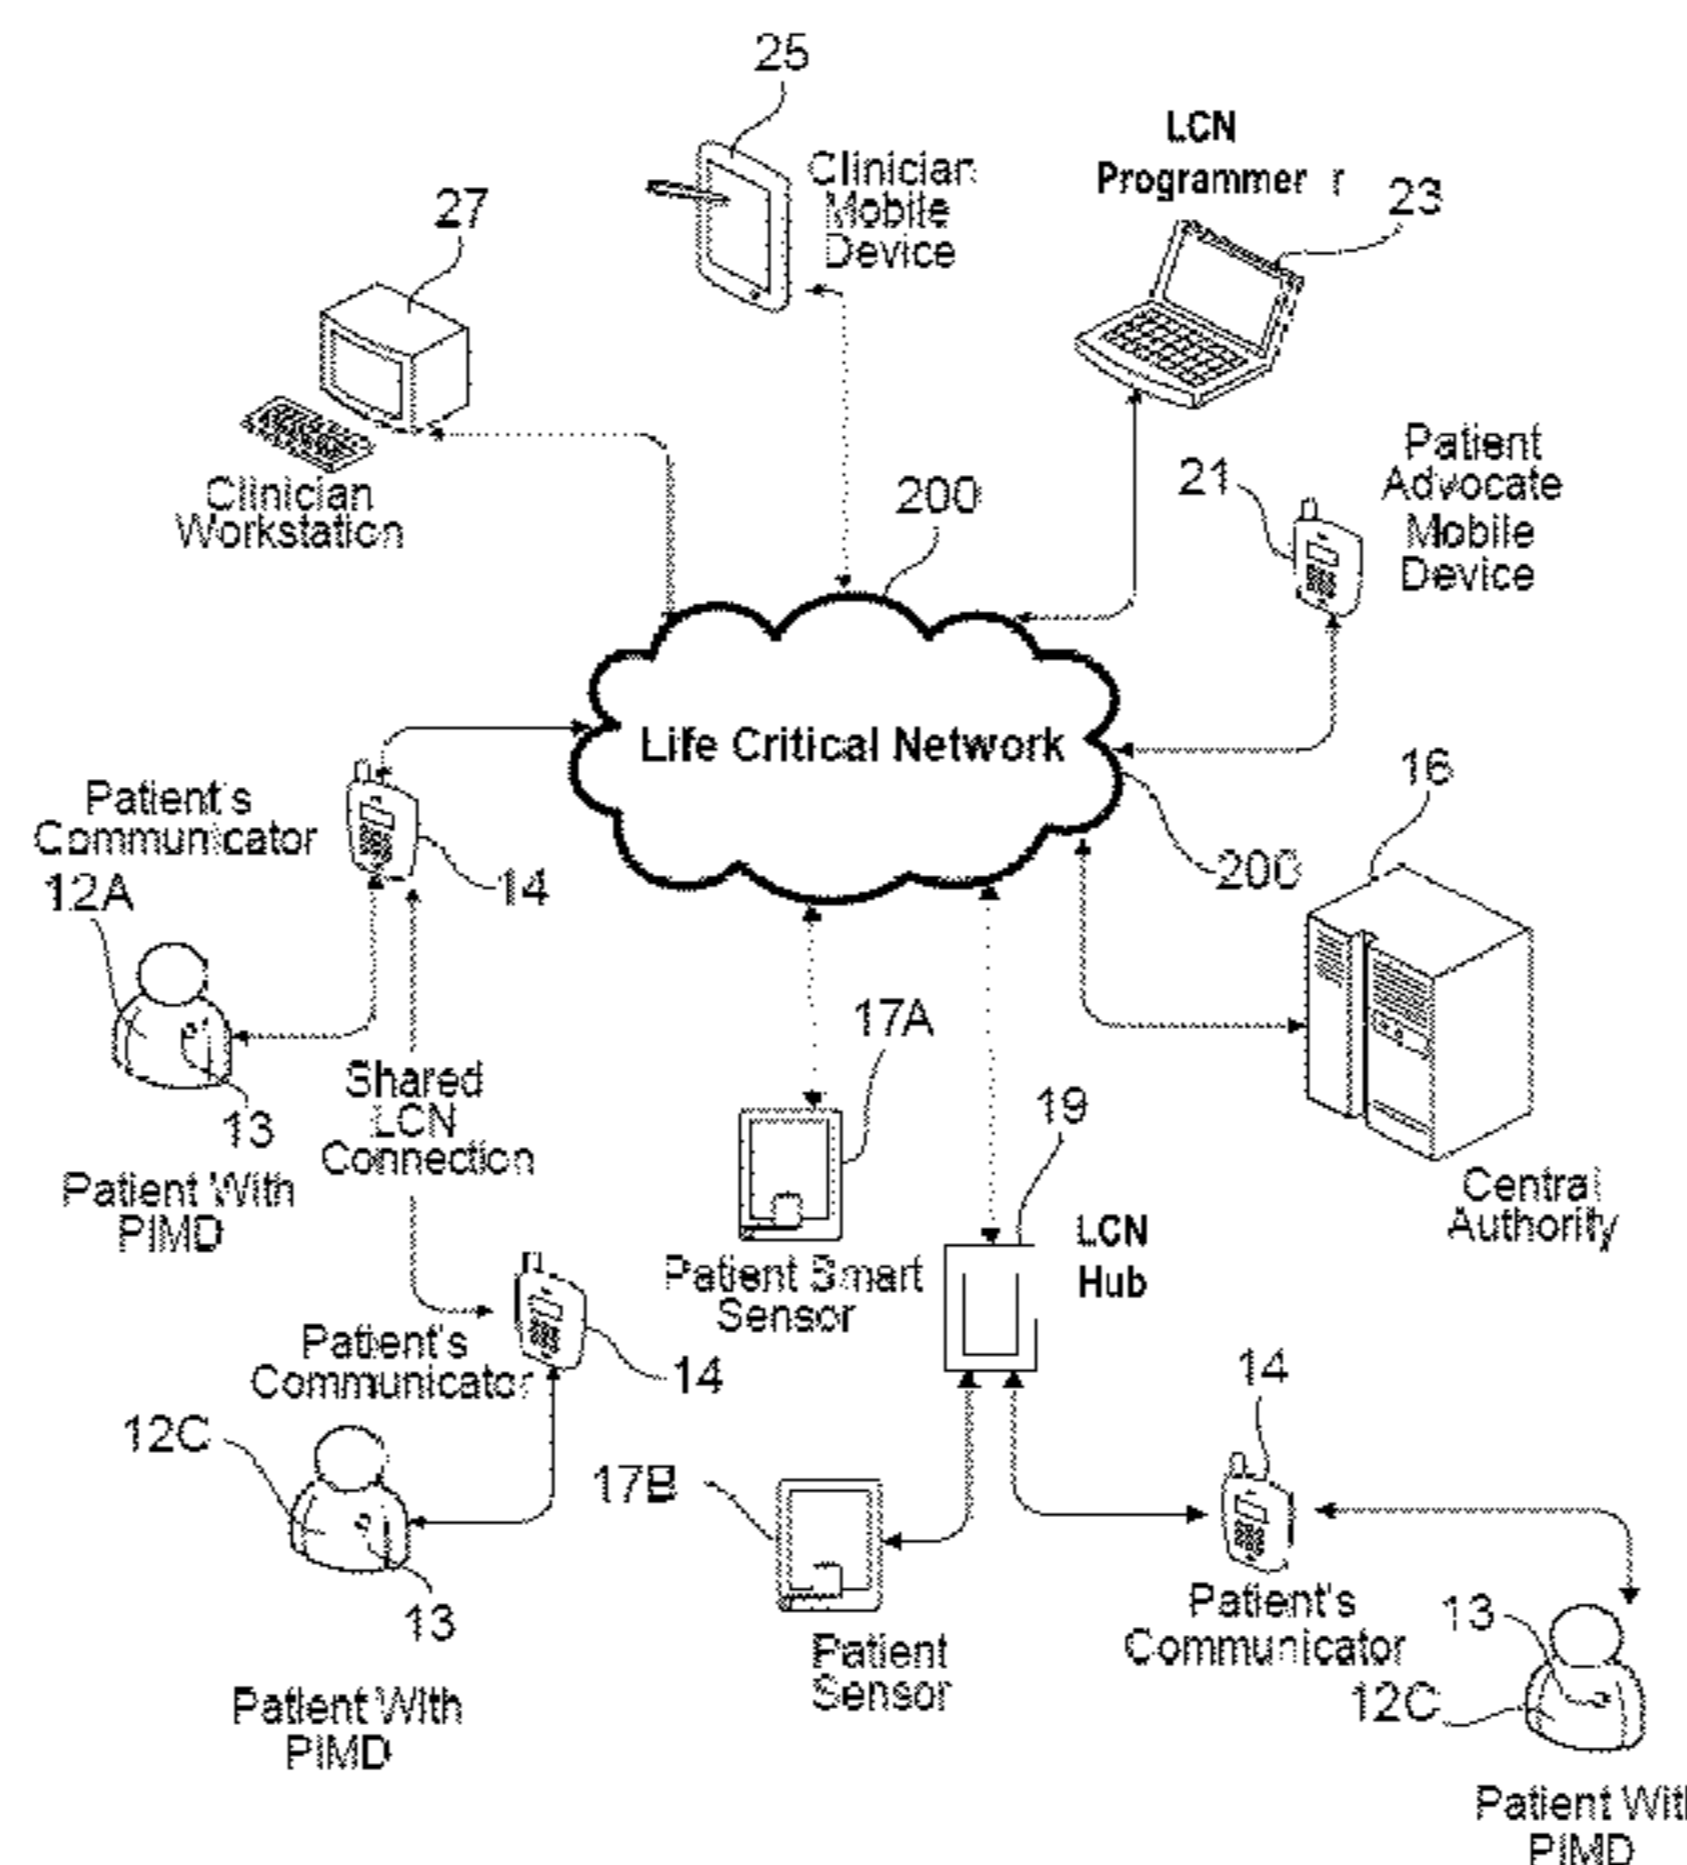 25
LCN
Programmer r
Clinician
Mobile
Device
23
27
Clinician
Workstation
200
21
Patient
Advocate
Mobile
Device
Life Critical Network
16
200
Patient's
Communicator
14
12A
13
Patient With
PIMD
Shared
LCN
Connection
17A
Patient Smart
Sensor
19
LCN
Hub
Central
Authority
Patient's
Communicator
14
12C
13
Patient With
PIMD
17B
Patient
Sensor
14
Patient's
Communicator
13
12C
Patient Wit
PIMD